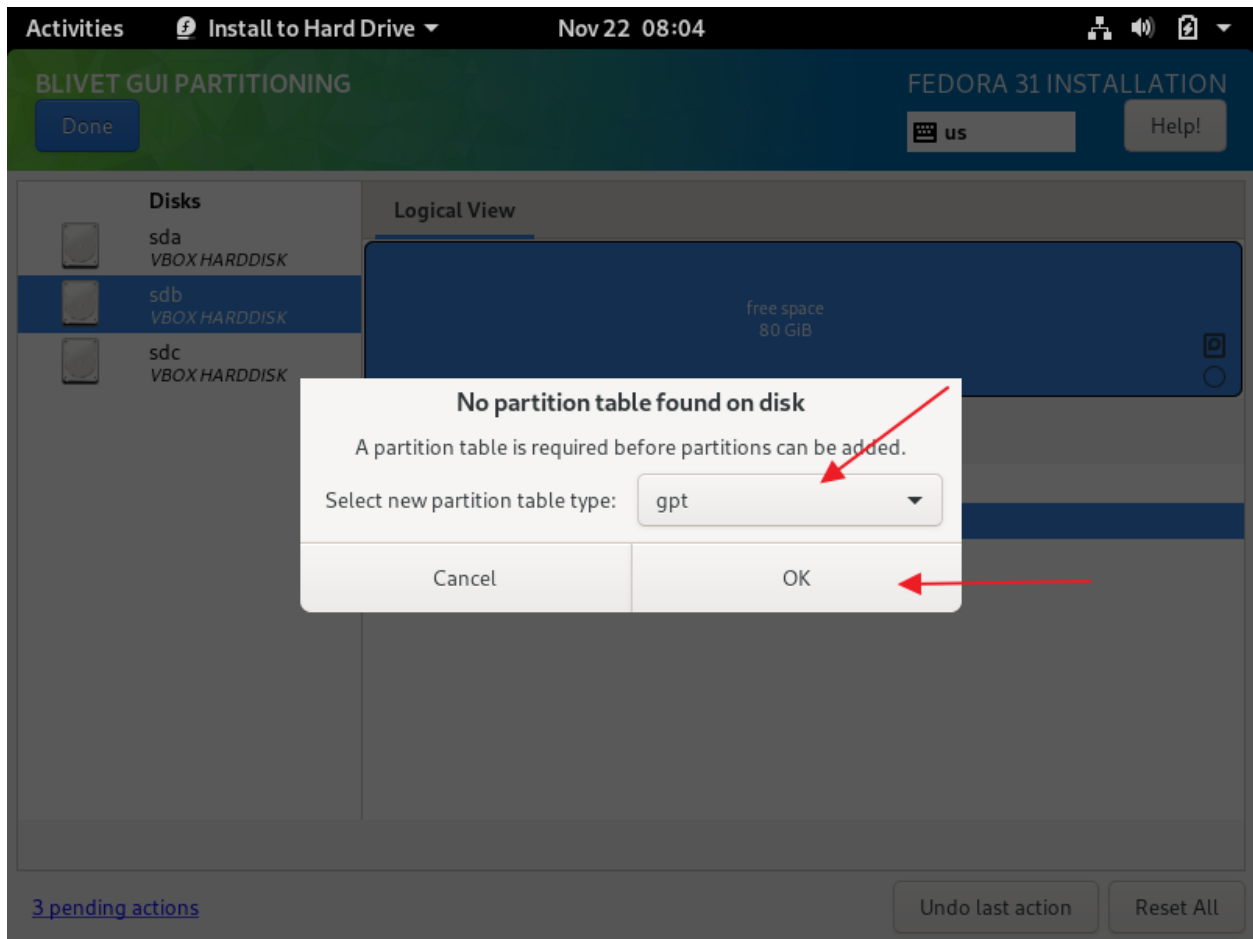 Activities Install to Hard Drive Nov 22 08:04
BLIVET GUI PARTITIONING
Done
FEDORA 31 INSTALLATION
us
Help!
Disks
sda
VBOX HARDDISK
sdb
VBOX HARDDISK
sdc
VBOX HARDDISK
Logical View
free space
80 GiB
No partition table found on disk
A partition table is required before partitions can be added.
Select new partition table type: gpt
Cancel OK
3 pending actions
Undo last action
Reset All